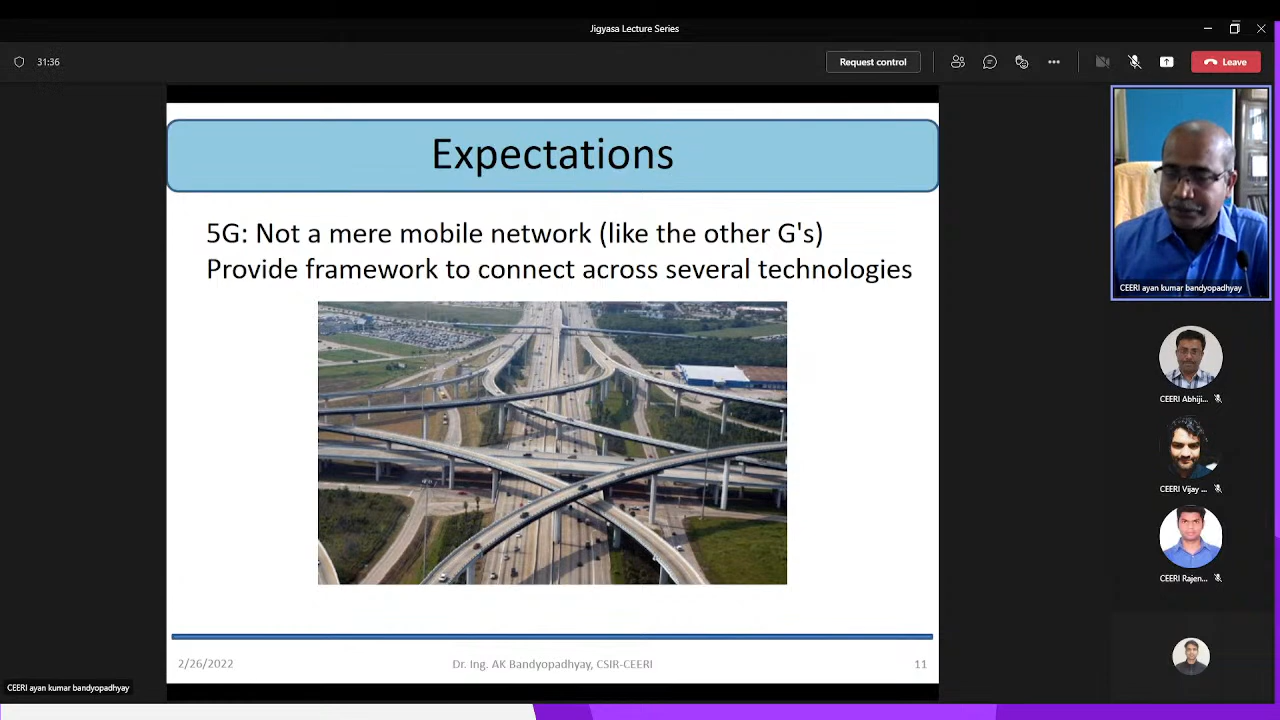 Jigyasa Lecture Series
31:36
Request control
Leave
Expectations
5G: Not a mere mobile network (like the other G's)
Provide framework to connect across several technologies
2/26/2022
Dr. Ing. AK Bandyopadhyay, CSIR-CEERI
11
CEERI ayan kumar bandyopadhyay
CEERI Abhiji...
CEERI Vijay ...
CEERI Rajen...
CEERI ayan kumar bandyopadhyay